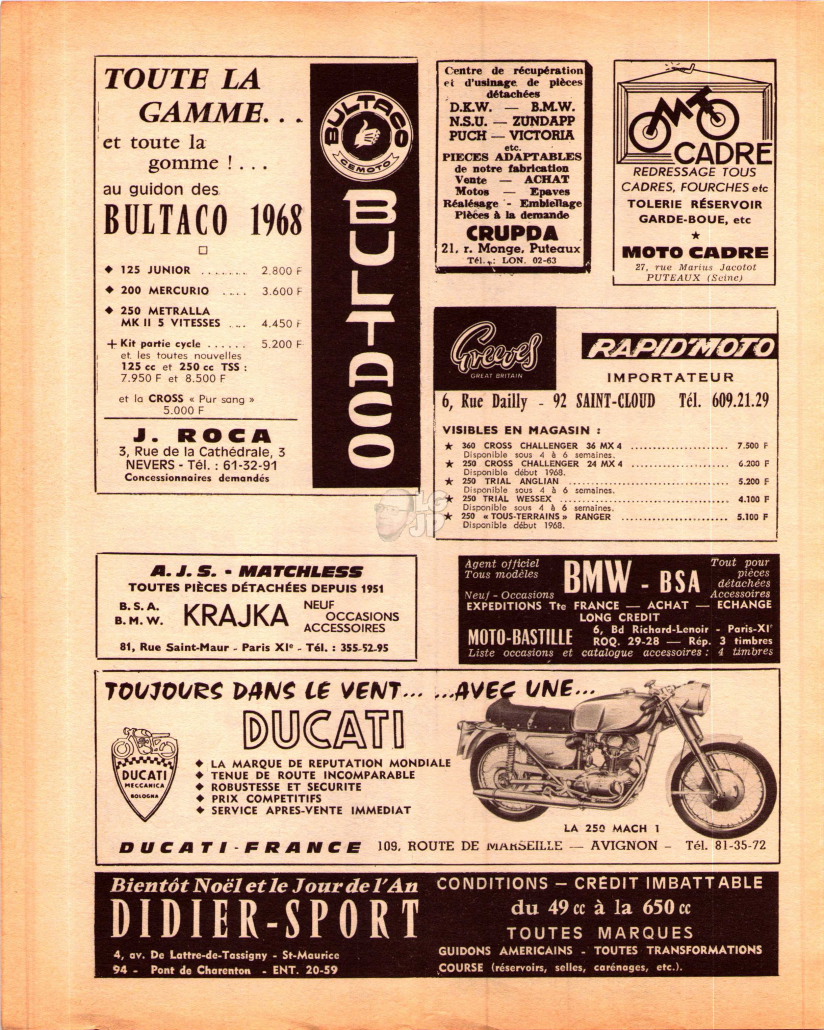 TOUTE LA
GAMME...
et toute la
gomme !...
au guidon des
BULTACO 1968
◆ 125 JUNIOR ....... 2.800 F
◆ 200 MERCURIO .... 3.600 F
◆ 250 METRALLA
MK II 5 VITESSES ... 4.450 F
+ Kit partie cycle ...... 5.200 F
et les toutes nouvelles
125 cc et 250 cc TSS :
7.950 F et 8.500 F
et la CROSS « Pur sang »
5.000 F
J. ROCA
3, Rue de la Cathédrale, 3
NEVERS - Tél. : 61-32-91
Concessionnaires demandés
BULTACO
CEMOTO
BULTACO
Centre de récupération
et d'usinage de pièces
détachées
D.K.W. — B.M.W.
N.S.U. — ZUNDAPP
PUCH — VICTORIA
etc.
PIECES ADAPTABLES
de notre fabrication
Vente — ACHAT
Motos — Epaves
Réalésage - Embiellage
Pièces à la demande
CRUPDA
21, r. Monge, Puteaux
Tél. : LON. 02-63
MOTO
CADRE
REDRESSAGE TOUS
CADRES, FOURCHES etc
TOLERIE RÉSERVOIR
GARDE-BOUE, etc
★
MOTO CADRE
27, rue Marius Jacotot
PUTEAUX (Seine)
Greeves
GREAT BRITAIN
RAPID'MOTO
IMPORTATEUR
6, Rue Dailly - 92 SAINT-CLOUD Tél. 609.21.29
VISIBLES EN MAGASIN :
★ 360 CROSS CHALLENGER 36 MX 4 ........................ 7.500 F
Disponible sous 4 à 6 semaines.
★ 250 CROSS CHALLENGER 24 MX 4 ........................ 6.200 F
Disponible début 1968.
★ 250 TRIAL ANGLIAN ........................ 5.200 F
Disponible sous 4 à 6 semaines.
★ 250 TRIAL WESSEX ........................ 4.100 F
Disponible sous 4 à 6 semaines.
★ 250 « TOUS-TERRAINS » RANGER ........................ 5.100 F
Disponible début 1968.
LG
JP
A.J.S. - MATCHLESS
TOUTES PIÈCES DÉTACHÉES DEPUIS 1951
B.S.A.
B.M.W.
KRAJKA
NEUF
OCCASIONS
ACCESSOIRES
81, Rue Saint-Maur - Paris XIe - Tél. : 355-52-95
Agent officiel
Tous modèles
Neuf - Occasions
BMW - BSA
Tout pour
pièces
détachées
Accessoires
EXPEDITIONS Tte FRANCE — ACHAT — ECHANGE
LONG CREDIT
MOTO-BASTILLE
6, Bd Richard-Lenoir - Paris-XIe
ROQ. 29-28 — Rép. 3 timbres
Liste occasions et catalogue accessoires : 4 timbres
TOUJOURS DANS LE VENT... ...AVEC UNE...
DUCATI
DUCATI
MECCANICA
BOLOGNA
◆ LA MARQUE DE REPUTATION MONDIALE
◆ TENUE DE ROUTE INCOMPARABLE
◆ ROBUSTESSE ET SECURITE
◆ PRIX COMPETITIFS
◆ SERVICE APRES-VENTE IMMEDIAT
LA 250 MACH 1
DUCATI-FRANCE 109, ROUTE DE MARSEILLE — AVIGNON - Tél. 81-35-72
Bientôt Noël et le Jour de l'An
DIDIER-SPORT
4, av. De Lattre-de-Tassigny - St-Maurice
94 - Pont de Charenton - ENT. 20-59
CONDITIONS — CRÉDIT IMBATTABLE
du 49 cc à la 650 cc
TOUTES MARQUES
GUIDONS AMERICAINS - TOUTES TRANSFORMATIONS
COURSE (réservoirs, selles, carénages, etc.).